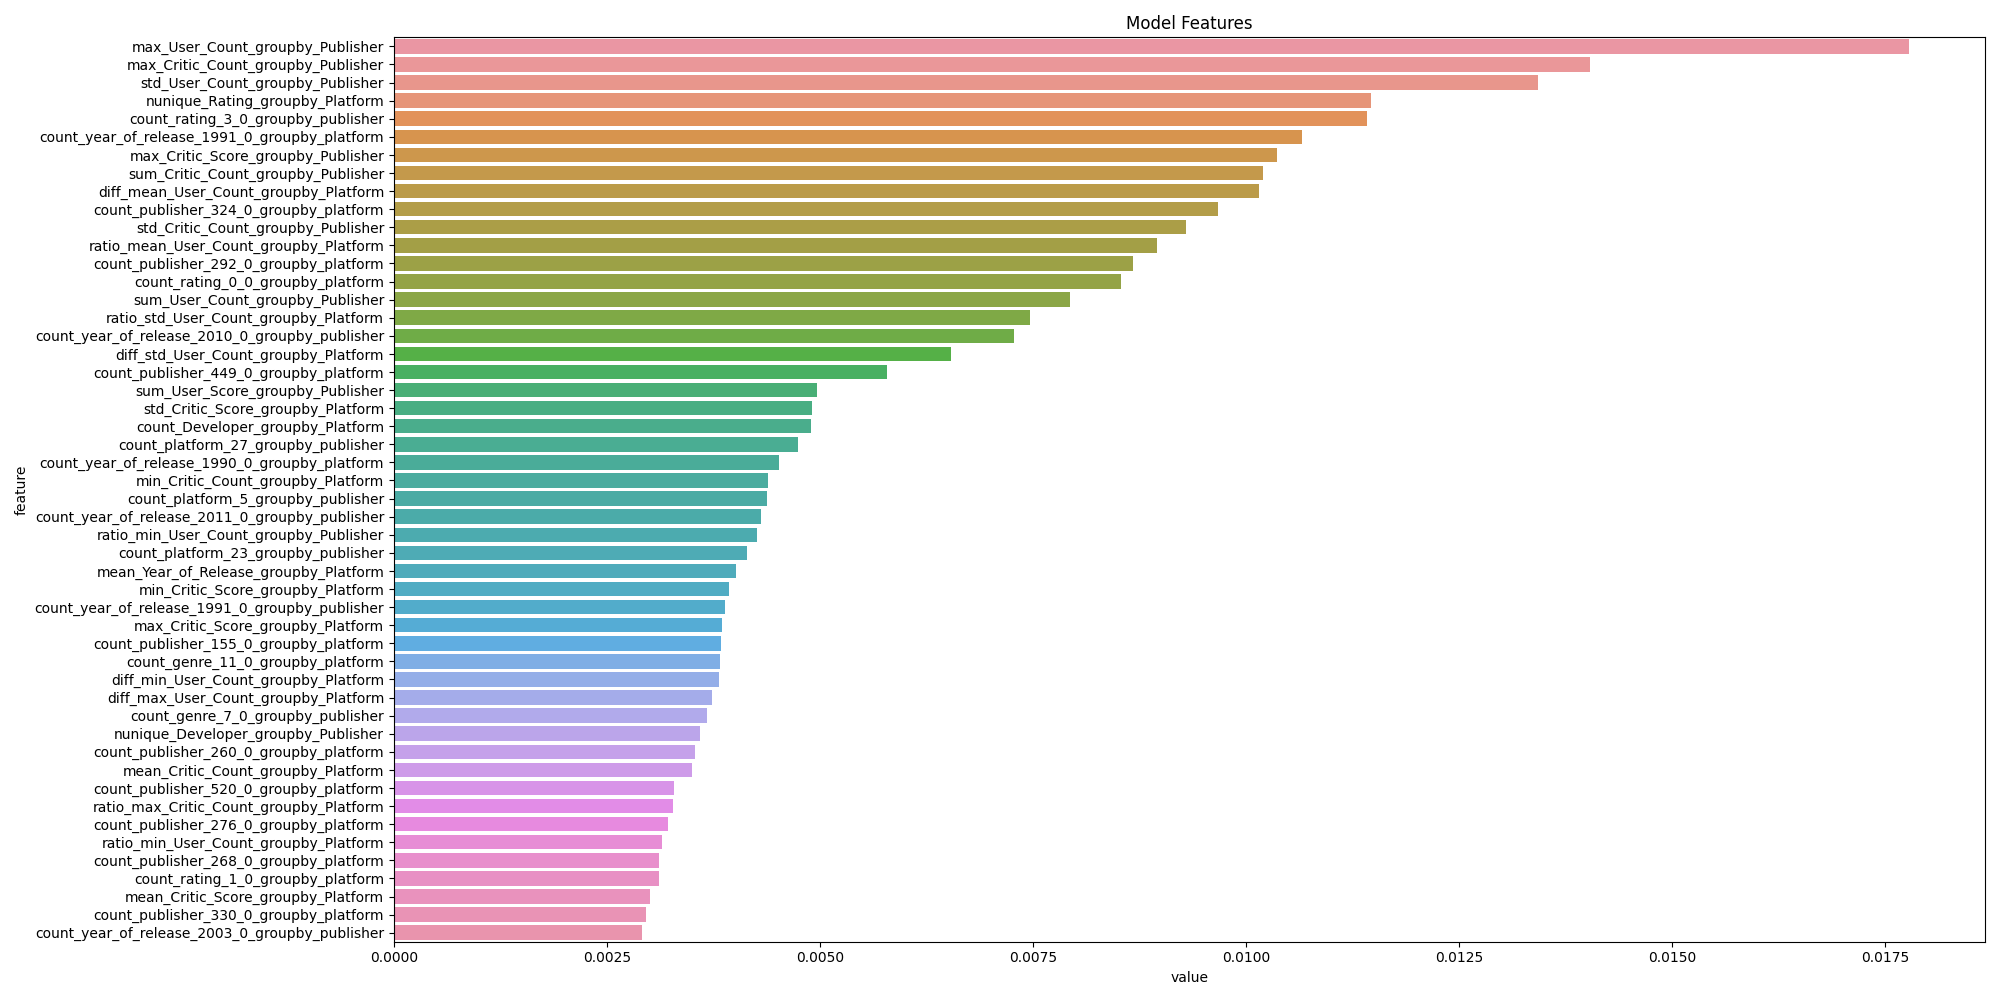 Model Features
max_User_Count_groupby_Publisher
max_Critic_Count_groupby_Publisher
std_User_Count_groupby_Publisher
nunique_Rating_groupby_Platform
count_rating_3_0_groupby_publisher
count_year_of_release_1991_0_groupby_platform
max_Critic_Score_groupby_Publisher
sum_Critic_Count_groupby_Publisher
diff_mean_User_Count_groupby_Platform
count_publisher_324_0_groupby_platform
std_Critic_Count_groupby_Publisher
ratio_mean_User_Count_groupby_Platform
count_publisher_292_0_groupby_platform
count_rating_0_0_groupby_platform
sum_User_Count_groupby_Publisher
ratio_std_User_Count_groupby_Platform
count_year_of_release_2010_0_groupby_publisher
diff_std_User_Count_groupby_Platform
count_publisher_449_0_groupby_platform
sum_User_Score_groupby_Publisher
std_Critic_Score_groupby_Platform
count_Developer_groupby_Platform
count_platform_27_groupby_publisher
count_year_of_release_1990_0_groupby_platform
min_Critic_Count_groupby_Platform
count_platform_5_groupby_publisher
count_year_of_release_2011_0_groupby_publisher
ratio_min_User_Count_groupby_Publisher
count_platform_23_groupby_publisher
mean_Year_of_Release_groupby_Platform
min_Critic_Score_groupby_Platform
count_year_of_release_1991_0_groupby_publisher
max_Critic_Score_groupby_Platform
count_publisher_155_0_groupby_platform
count_genre_11_0_groupby_platform
diff_min_User_Count_groupby_Platform
diff_max_User_Count_groupby_Platform
count_genre_7_0_groupby_publisher
nunique_Developer_groupby_Publisher
count_publisher_260_0_groupby_platform
mean_Critic_Count_groupby_Platform
count_publisher_520_0_groupby_platform
ratio_max_Critic_Count_groupby_Platform
count_publisher_276_0_groupby_platform
ratio_min_User_Count_groupby_Platform
count_publisher_268_0_groupby_platform
count_rating_1_0_groupby_platform
mean_Critic_Score_groupby_Platform
count_publisher_330_0_groupby_platform
count_year_of_release_2003_0_groupby_publisher
feature
0.0000 0.0025 0.0050 0.0075 0.0100 0.0125 0.0150 0.0175
value